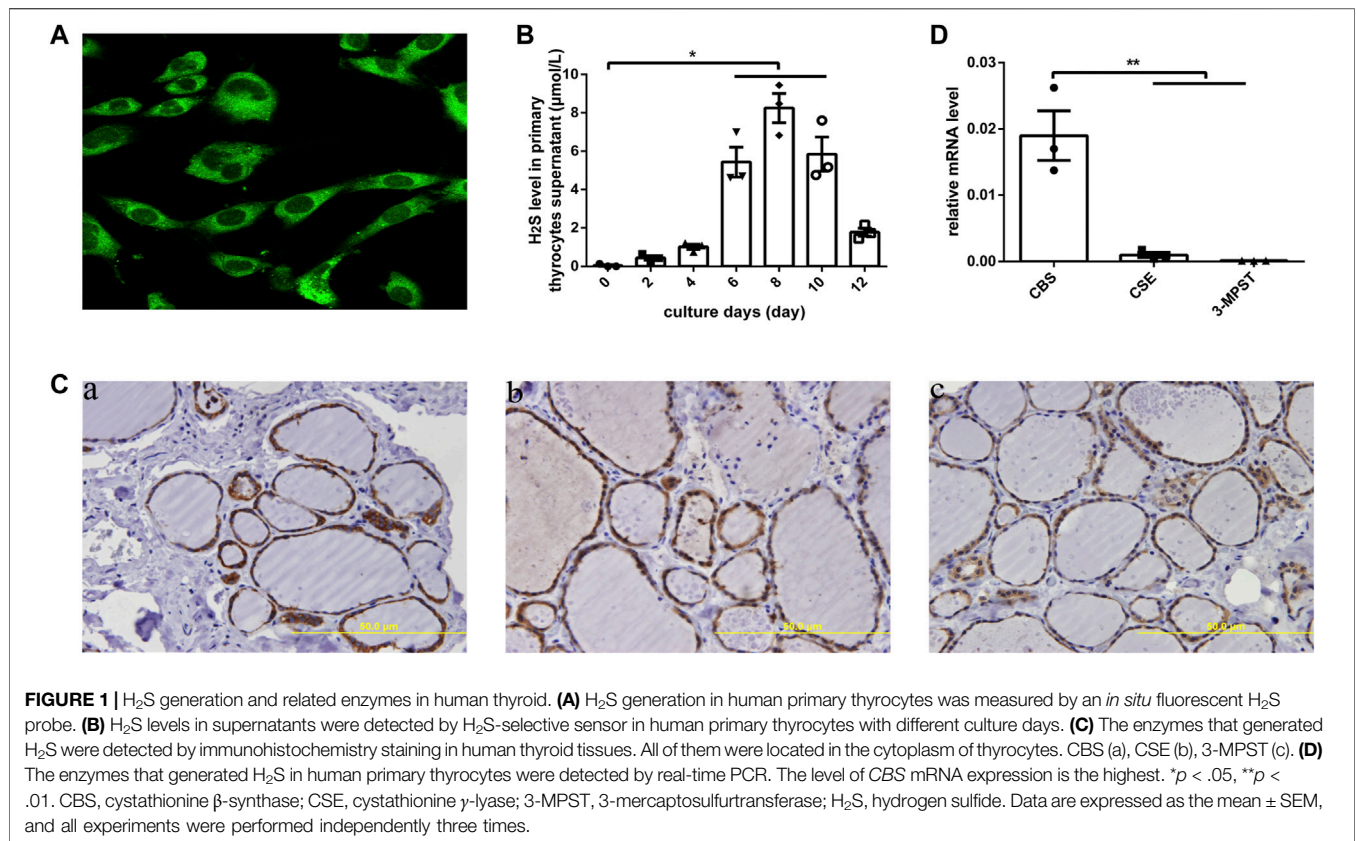 A
B
*
H2S level in primary
thyrocytes supernatant (μmol/L)
10
8
6
4
2
0
0 2 4 6 8 10 12
culture days (day)
D
**
relative mRNA level
0.03
0.02
0.01
0.00
CBS CSE 3-MPST
C a
50.0 μm
b
50.0 μm
c
50.0 μm
FIGURE 1 | H₂S generation and related enzymes in human thyroid. (A) H₂S generation in human primary thyrocytes was measured by an in situ fluorescent H₂S
probe. (B) H₂S levels in supernatants were detected by H₂S-selective sensor in human primary thyrocytes with different culture days. (C) The enzymes that generated
H₂S were detected by immunohistochemistry staining in human thyroid tissues. All of them were located in the cytoplasm of thyrocytes. CBS (a), CSE (b), 3-MPST (c). (D)
The enzymes that generated H₂S in human primary thyrocytes were detected by real-time PCR. The level of CBS mRNA expression is the highest. *p < .05, **p <
.01. CBS, cystathionine β-synthase; CSE, cystathionine γ-lyase; 3-MPST, 3-mercaptosulfurtransferase; H₂S, hydrogen sulfide. Data are expressed as the mean ± SEM,
and all experiments were performed independently three times.